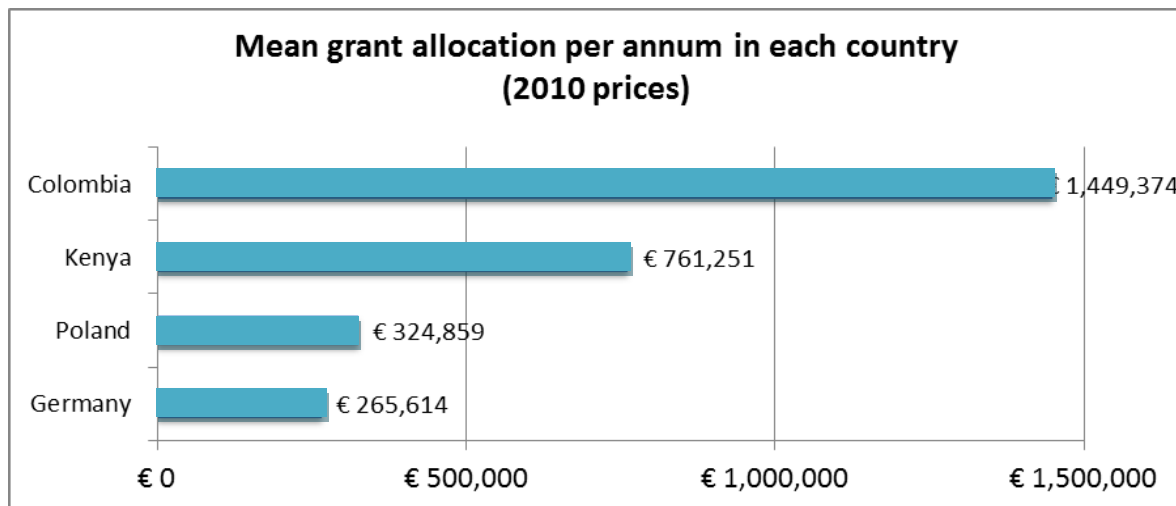 Mean grant allocation per annum in each country
(2010 prices)
Colombia
€ 1,449,374
Kenya
€ 761,251
Poland
€ 324,859
Germany
€ 265,614
€ 0
€ 500,000
€ 1,000,000
€ 1,500,000